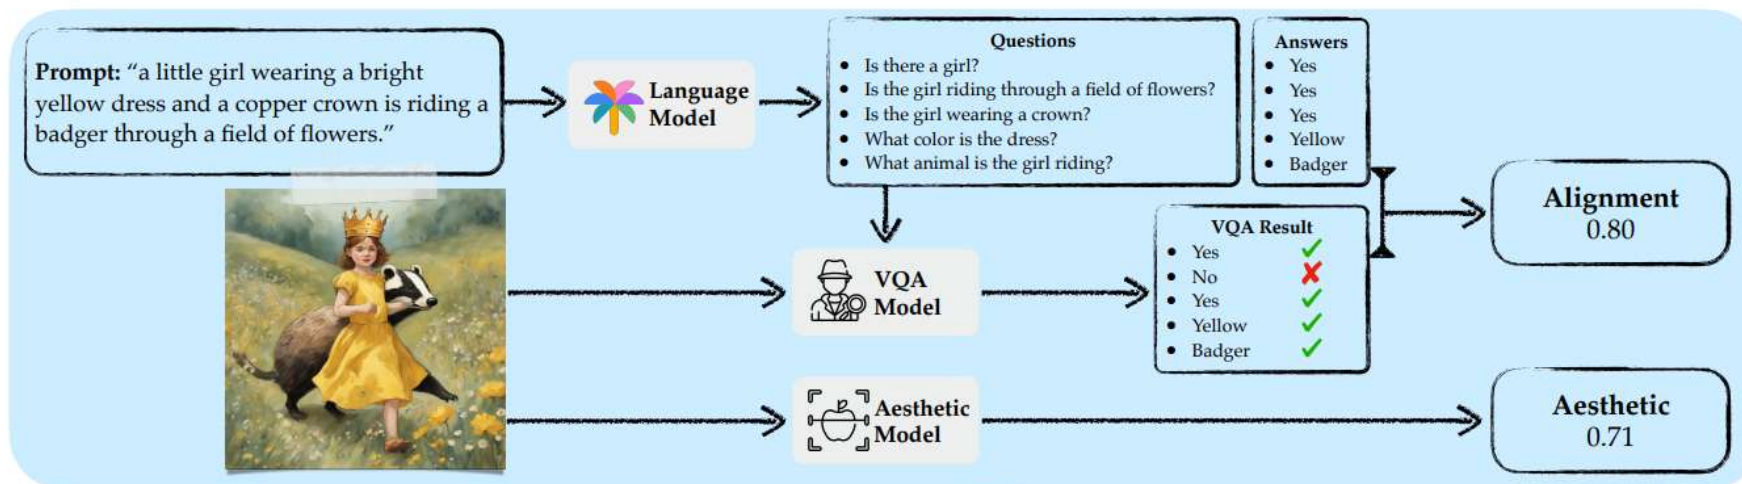 Prompt: “a little girl wearing a bright
yellow dress and a copper crown is riding a
badger through a field of flowers.”
Language
Model
Questions
• Is there a girl?
• Is the girl riding through a field of flowers?
• Is the girl wearing a crown?
• What color is the dress?
• What animal is the girl riding?
Answers
• Yes
• Yes
• Yes
• Yellow
• Badger
VQA
Model
VQA Result
• Yes ✓
• No ✘
• Yes ✓
• Yellow ✓
• Badger ✓
Alignment
0.80
Aesthetic
Model
Aesthetic
0.71